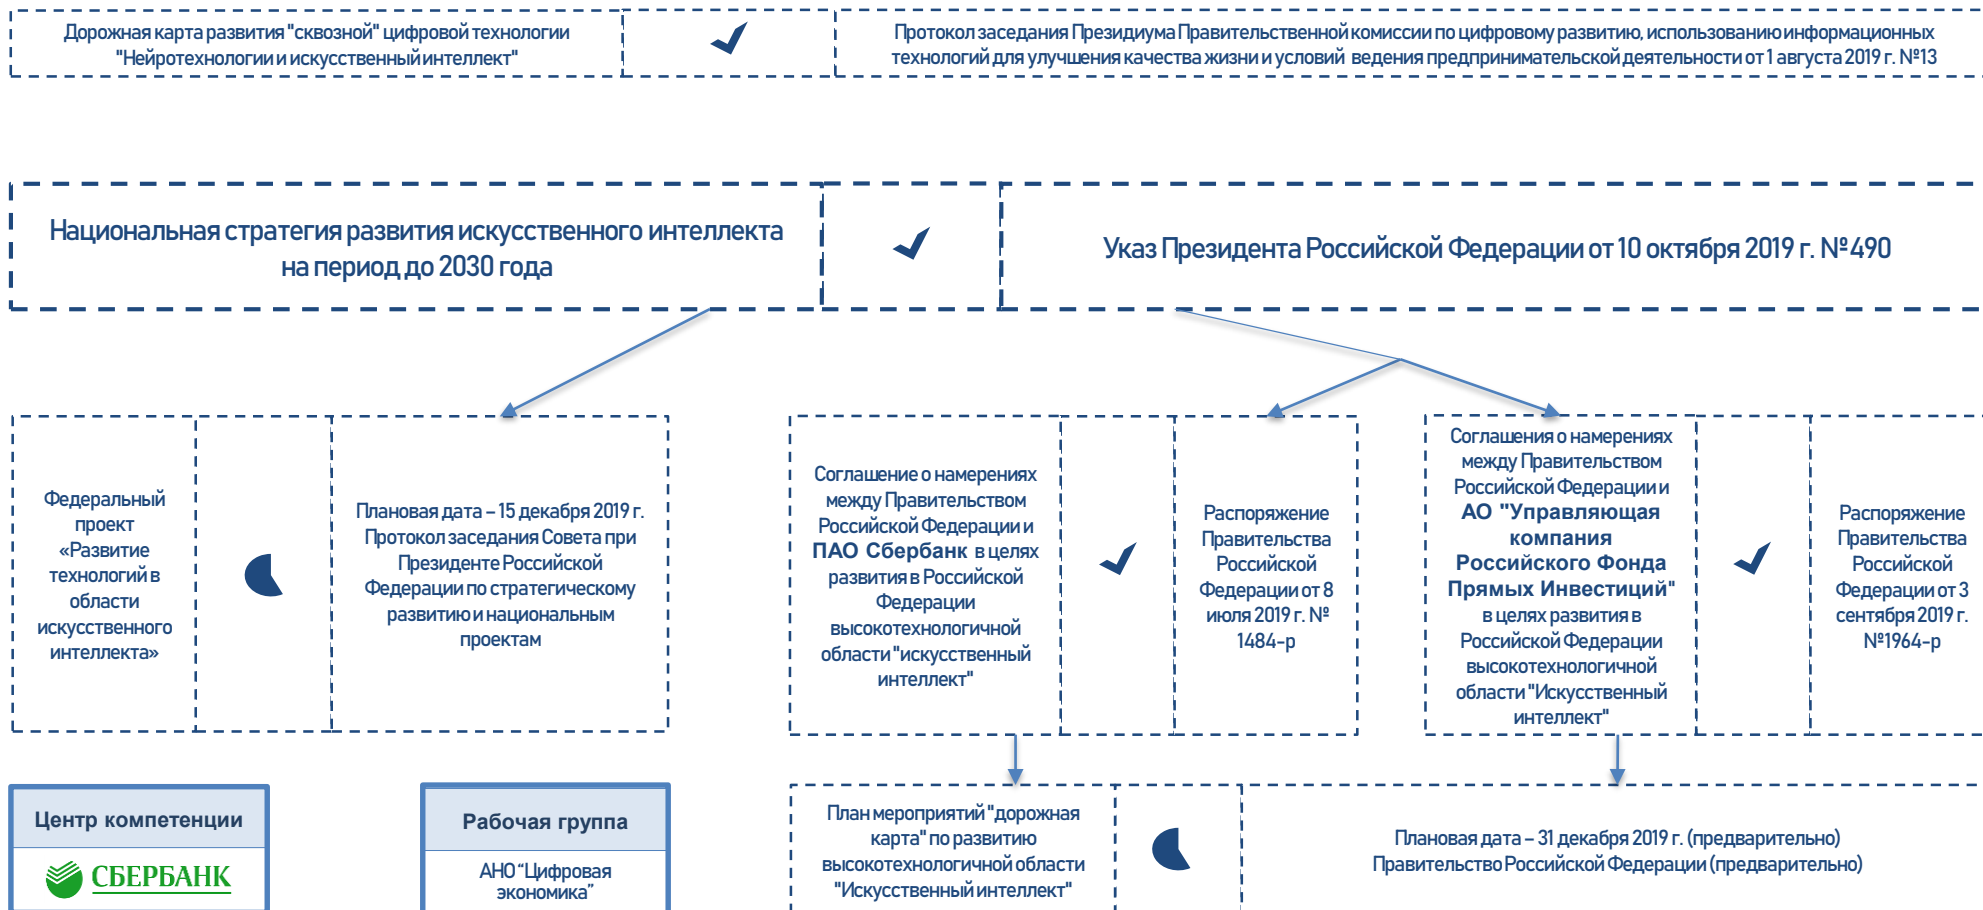 Дорожная карта развития "сквозной" цифровой технологии
"Нейротехнологии и искусственный интеллект"
Протокол заседания Президиума Правительственной комиссии по цифровому развитию, использованию информационных
технологий для улучшения качества жизни и условий ведения предпринимательской деятельности от 1 августа 2019 г. №13
Национальная стратегия развития искусственного интеллекта
на период до 2030 года
Указ Президента Российской Федерации от 10 октября 2019 г. №490
Федеральный
проект
«Развитие
технологий в
области
искусственного
интеллекта»
Плановая дата – 15 декабря 2019 г.
Протокол заседания Совета при
Президенте Российской
Федерации по стратегическому
развитию и национальным
проектам
Соглашение о намерениях
между Правительством
Российской Федерации и
ПАО Сбербанк в целях
развития в Российской
Федерации
высокотехнологичной
области "искусственный
интеллект"
Распоряжение
Правительства
Российской
Федерации от 8
июля 2019 г. №
1484-р
Соглашения о намерениях
между Правительством
Российской Федерации и
АО "Управляющая
компания
Российского Фонда
Прямых Инвестиций"
в целях развития в
Российской Федерации
высокотехнологичной
области "Искусственный
интеллект"
Распоряжение
Правительства
Российской
Федерации от 3
сентября 2019 г.
№1964-р
Центр компетенции
СБЕРБАНК
Рабочая группа
АНО “Цифровая
экономика”
План мероприятий "дорожная
карта" по развитию
высокотехнологичной области
"Искусственный интеллект"
Плановая дата – 31 декабря 2019 г. (предварительно)
Правительство Российской Федерации (предварительно)